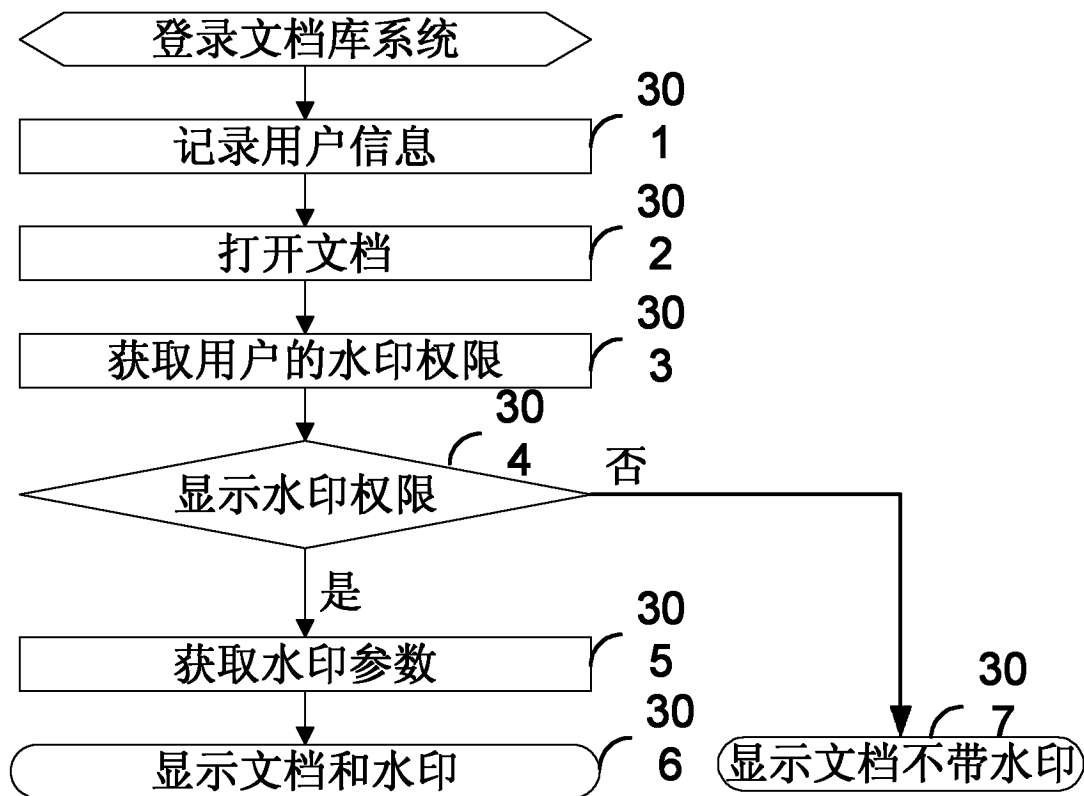 登录文档库系统
30
1
记录用户信息
30
2
打开文档
30
3
获取用户的水印权限
30
4
显示水印权限
否
是
30
5
获取水印参数
30
6
显示文档和水印
30
7
显示文档不带水印